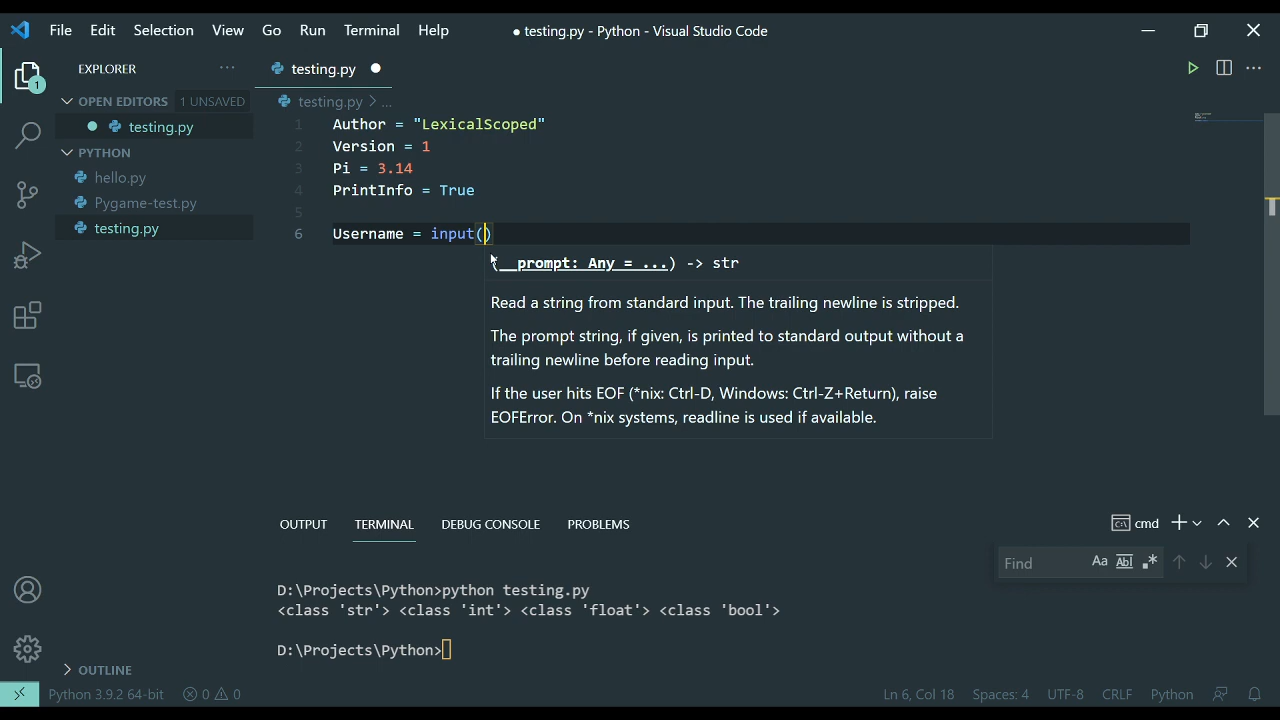 File Edit Selection View Go Run Terminal Help ● testing.py - Python - Visual Studio Code
EXPLORER ··· testing.py
OPEN EDITORS 1 UNSAVED testing.py > ...
testing.py
PYTHON
hello.py
Pygame-test.py
testing.py
1 Author = "LexicalScoped"
2 Version = 1
3 Pi = 3.14
4 PrintInfo = True
5
6 Username = input()
(__prompt: Any = ...) -> str
Read a string from standard input. The trailing newline is stripped.
The prompt string, if given, is printed to standard output without a
trailing newline before reading input.
If the user hits EOF (*nix: Ctrl-D, Windows: Ctrl-Z+Return), raise
EOFError. On *nix systems, readline is used if available.
OUTPUT TERMINAL DEBUG CONSOLE PROBLEMS cmd
Find Aa Abl .*
D:\Projects\Python>python testing.py
<class 'str'> <class 'int'> <class 'float'> <class 'bool'>
D:\Projects\Python>
OUTLINE
1
Python 3.9.2 64-bit 0 0 Ln 6, Col 18 Spaces: 4 UTF-8 CRLF Python